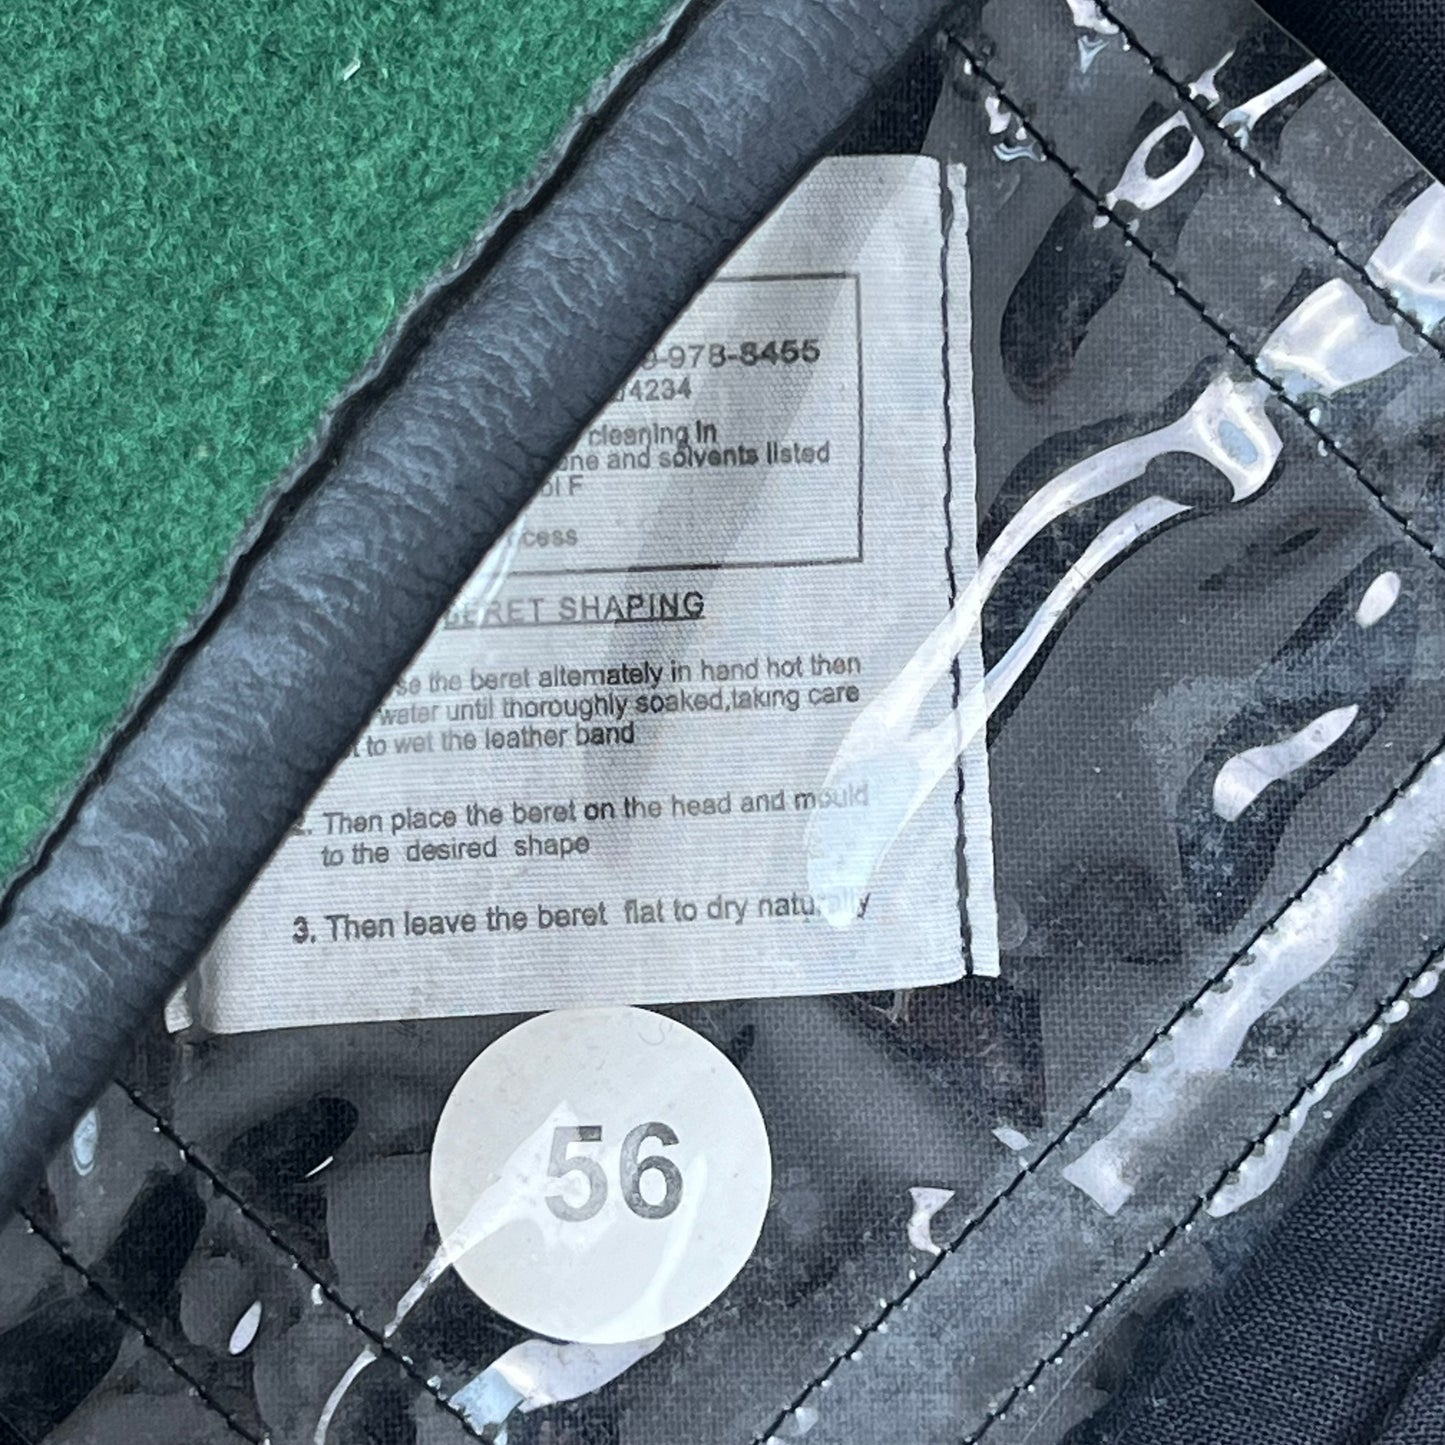 -978-8455
4234
cleaning in
and solvents listed
F
BERET SHAPING
the beret alternately in hand hot then
water until thoroughly soaked,taking care
to wet the leather band
2. Then place the beret on the head and mould
to the desired shape
3. Then leave the beret flat to dry naturally
56